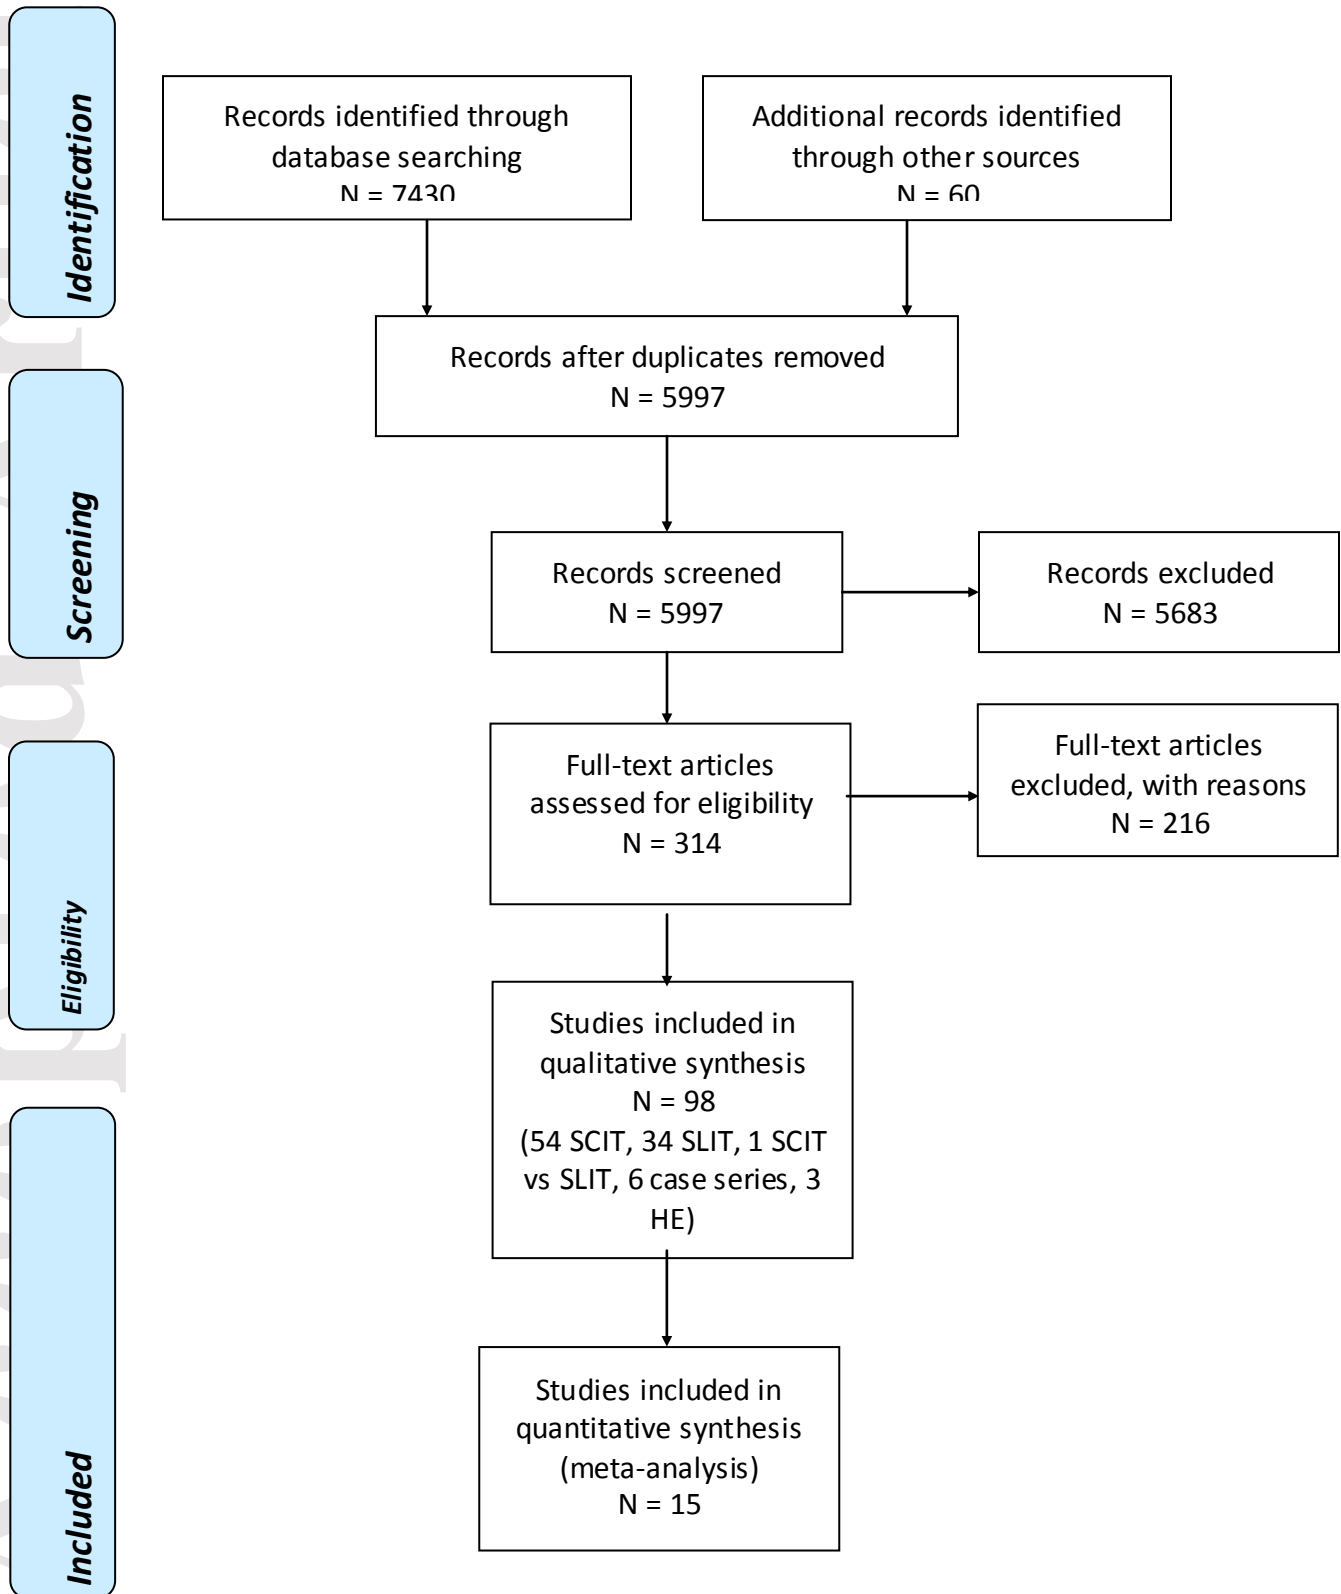 Identification
Records identified through
database searching
N = 7430
Additional records identified
through other sources
N = 60
Records after duplicates removed
N = 5997
Screening
Records screened
N = 5997
Records excluded
N = 5683
Eligibility
Full-text articles
assessed for eligibility
N = 314
Full-text articles
excluded, with reasons
N = 216
Included
Studies included in
qualitative synthesis
N = 98
(54 SCIT, 34 SLIT, 1 SCIT
vs SLIT, 6 case series, 3
HE)
Studies included in
quantitative synthesis
(meta-analysis)
N = 15